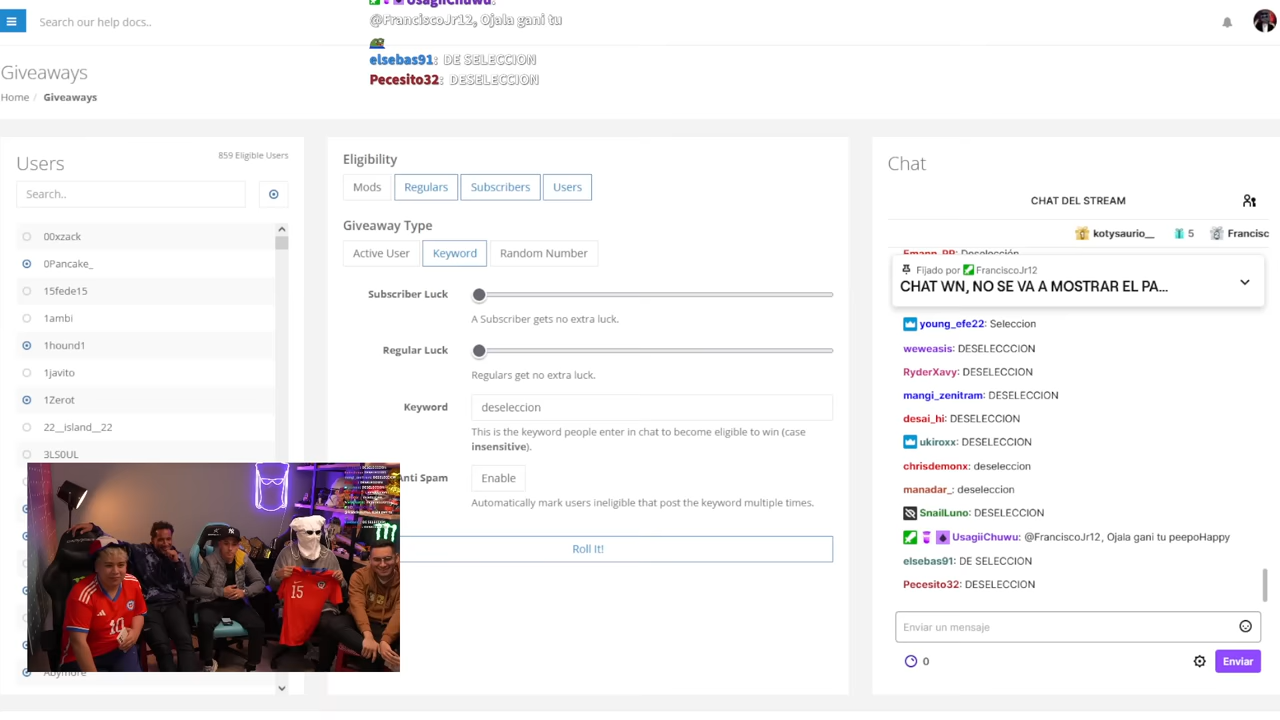 Search our help docs..
UsagiiChuwu:
@FranciscoJr12, Ojala gani tu
elsebas91: DE SELECCION
Pecesito32: DESELECCION
Giveaways
Home / Giveaways
Users
859 Eligible Users
Search..
00xzack
0Pancake_
15fede15
1ambi
1hound1
1javito
1Zerot
22__island__22
3LS0UL
Abymore
Eligibility
Mods
Regulars
Subscribers
Users
Giveaway Type
Active User
Keyword
Random Number
Subscriber Luck
A Subscriber gets no extra luck.
Regular Luck
Regulars get no extra luck.
Keyword
deseleccion
This is the keyword people enter in chat to become eligible to win (case
insensitive).
Anti Spam
Enable
Automatically mark users ineligible that post the keyword multiple times.
Roll It!
10
15
Chat
CHAT DEL STREAM
kotysaurio__
5
Francisc
Emann_PR: Deselección
Fijado por FranciscoJr12
CHAT WN, NO SE VA A MOSTRAR EL PA...
young_efe22: Seleccion
weweasis: DESELECCCION
RyderXavy: DESELECCION
mangi_zenitram: DESELECCION
desai_hi: DESELECCION
ukiroxx: DESELECCION
chrisdemonx: deseleccion
manadar_: deseleccion
SnailLuno: DESELECCION
UsagiiChuwu: @FranciscoJr12, Ojala gani tu peepoHappy
elsebas91: DE SELECCION
Pecesito32: DESELECCION
Enviar un mensaje
0
Enviar